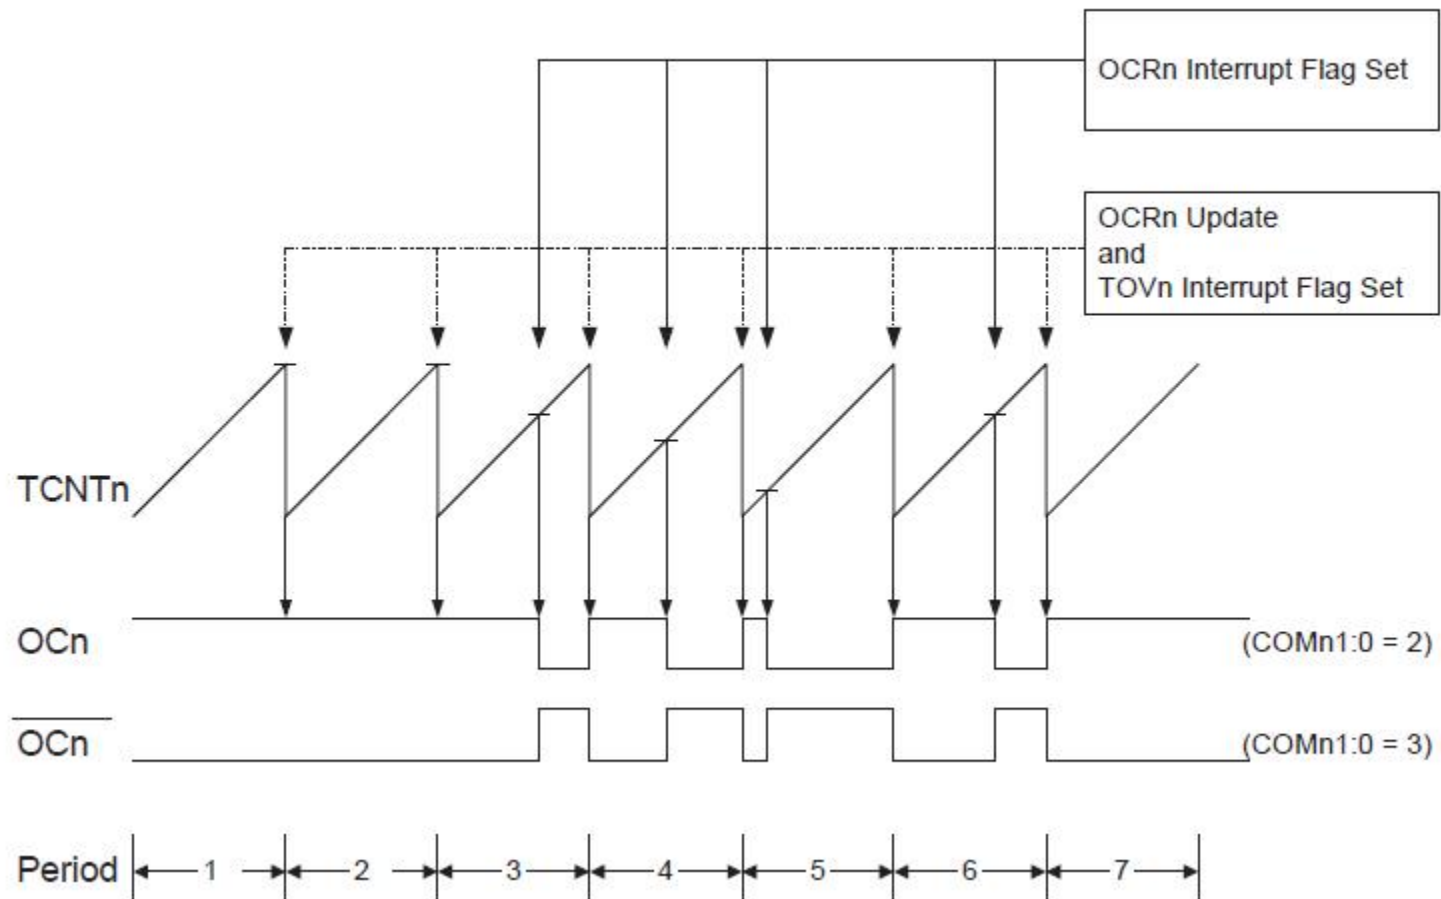 OCRn Interrupt Flag Set
OCRn Update
and
TOVn Interrupt Flag Set
TCNTn
OCn
(COMn1:0 = 2)
OCn
(COMn1:0 = 3)
Period 1 2 3 4 5 6 7